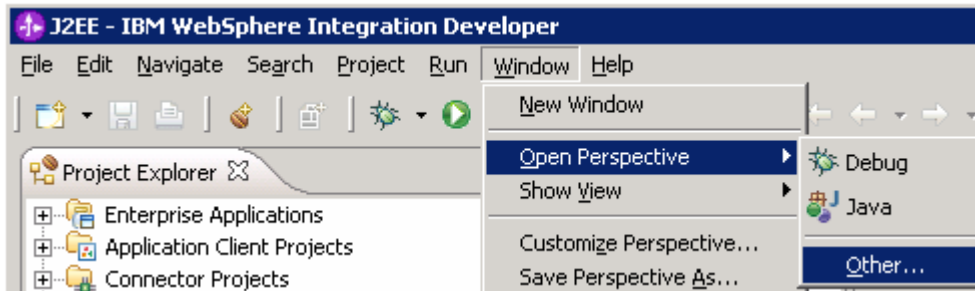 J2EE - IBM WebSphere Integration Developer
File Edit Navigate Search Project Run Window Help
New Window
Project Explorer
Open Perspective
Debug
Show View
Java
Enterprise Applications
Application Client Projects
Customize Perspective...
Other...
Connector Projects
Save Perspective As...